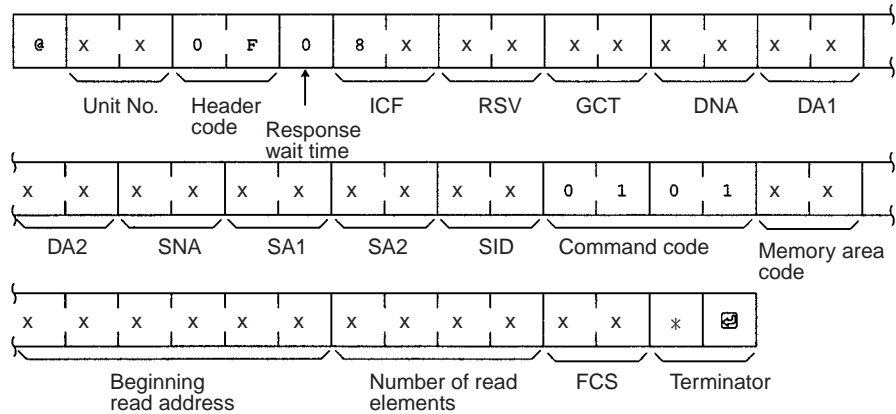 @ x x 0 F 0 8 x x x x x x x x x
Unit No. Header code Response wait time ICF RSV GCT DNA DA1
x x x x x x x x x x 0 1 0 1 x x
DA2 SNA SA1 SA2 SID Command code Memory area code
x x x x x x x x x x x x * ↵
Beginning read address Number of read elements FCS Terminator